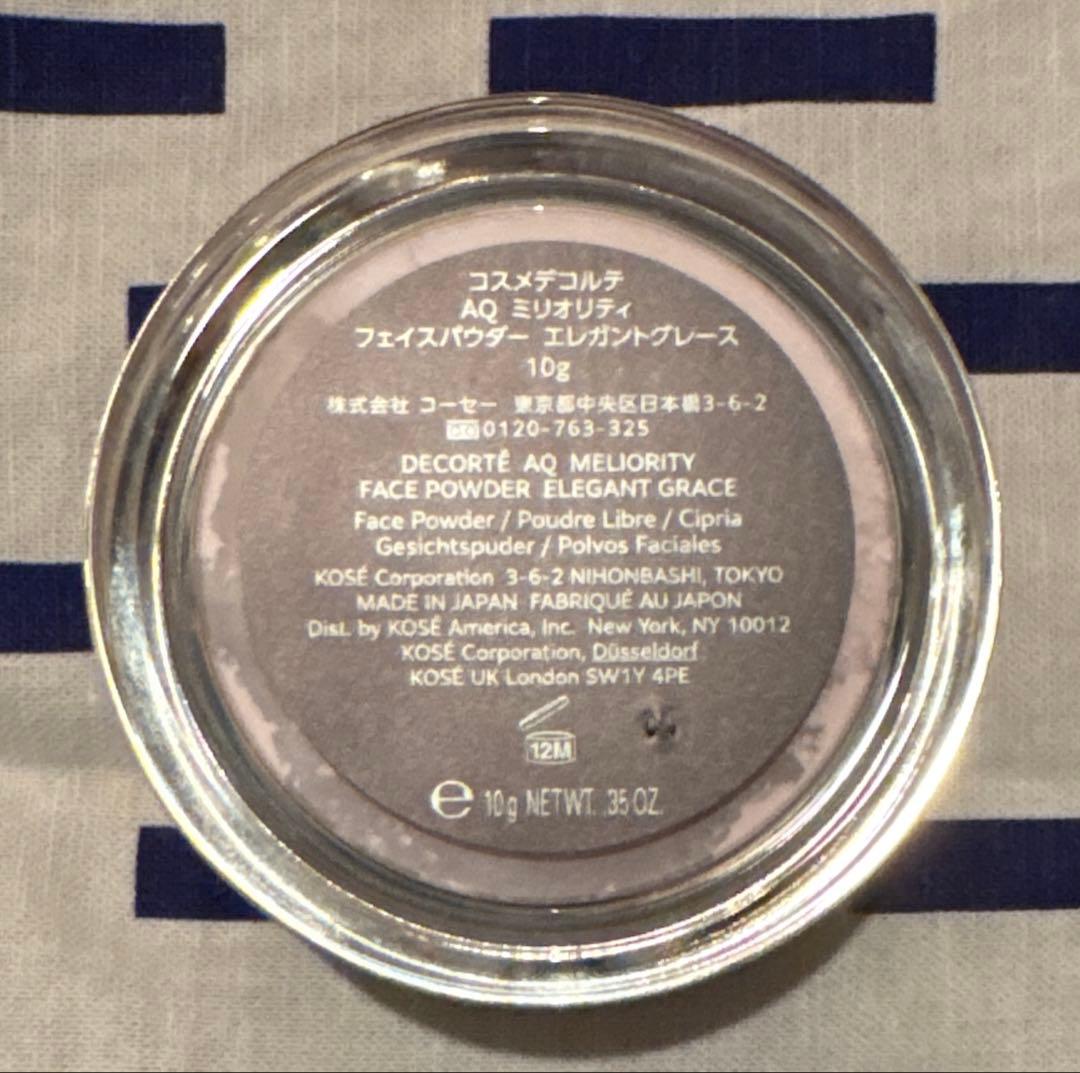 コスメデコルテ
AQ ミリオリティ
フェイスパウダー エレガントグレース
10g
株式会社 コーセー 東京都中央区日本橋3-6-2
0120-763-325
DECORTÉ AQ MELIORITY
FACE POWDER ELEGANT GRACE
Face Powder / Poudre Libre / Cipria
Gesichtspuder / Polvos Faciales
KOSÉ Corporation 3-6-2 NIHONBASHI, TOKYO
MADE IN JAPAN FABRIQUÉ AU JAPON
Dist. by KOSÉ America, Inc. New York, NY 10012
KOSÉ Corporation, Düsseldorf
KOSÉ UK London SW1Y 4PE
12M
℮ 10g NET WT. .35 OZ.